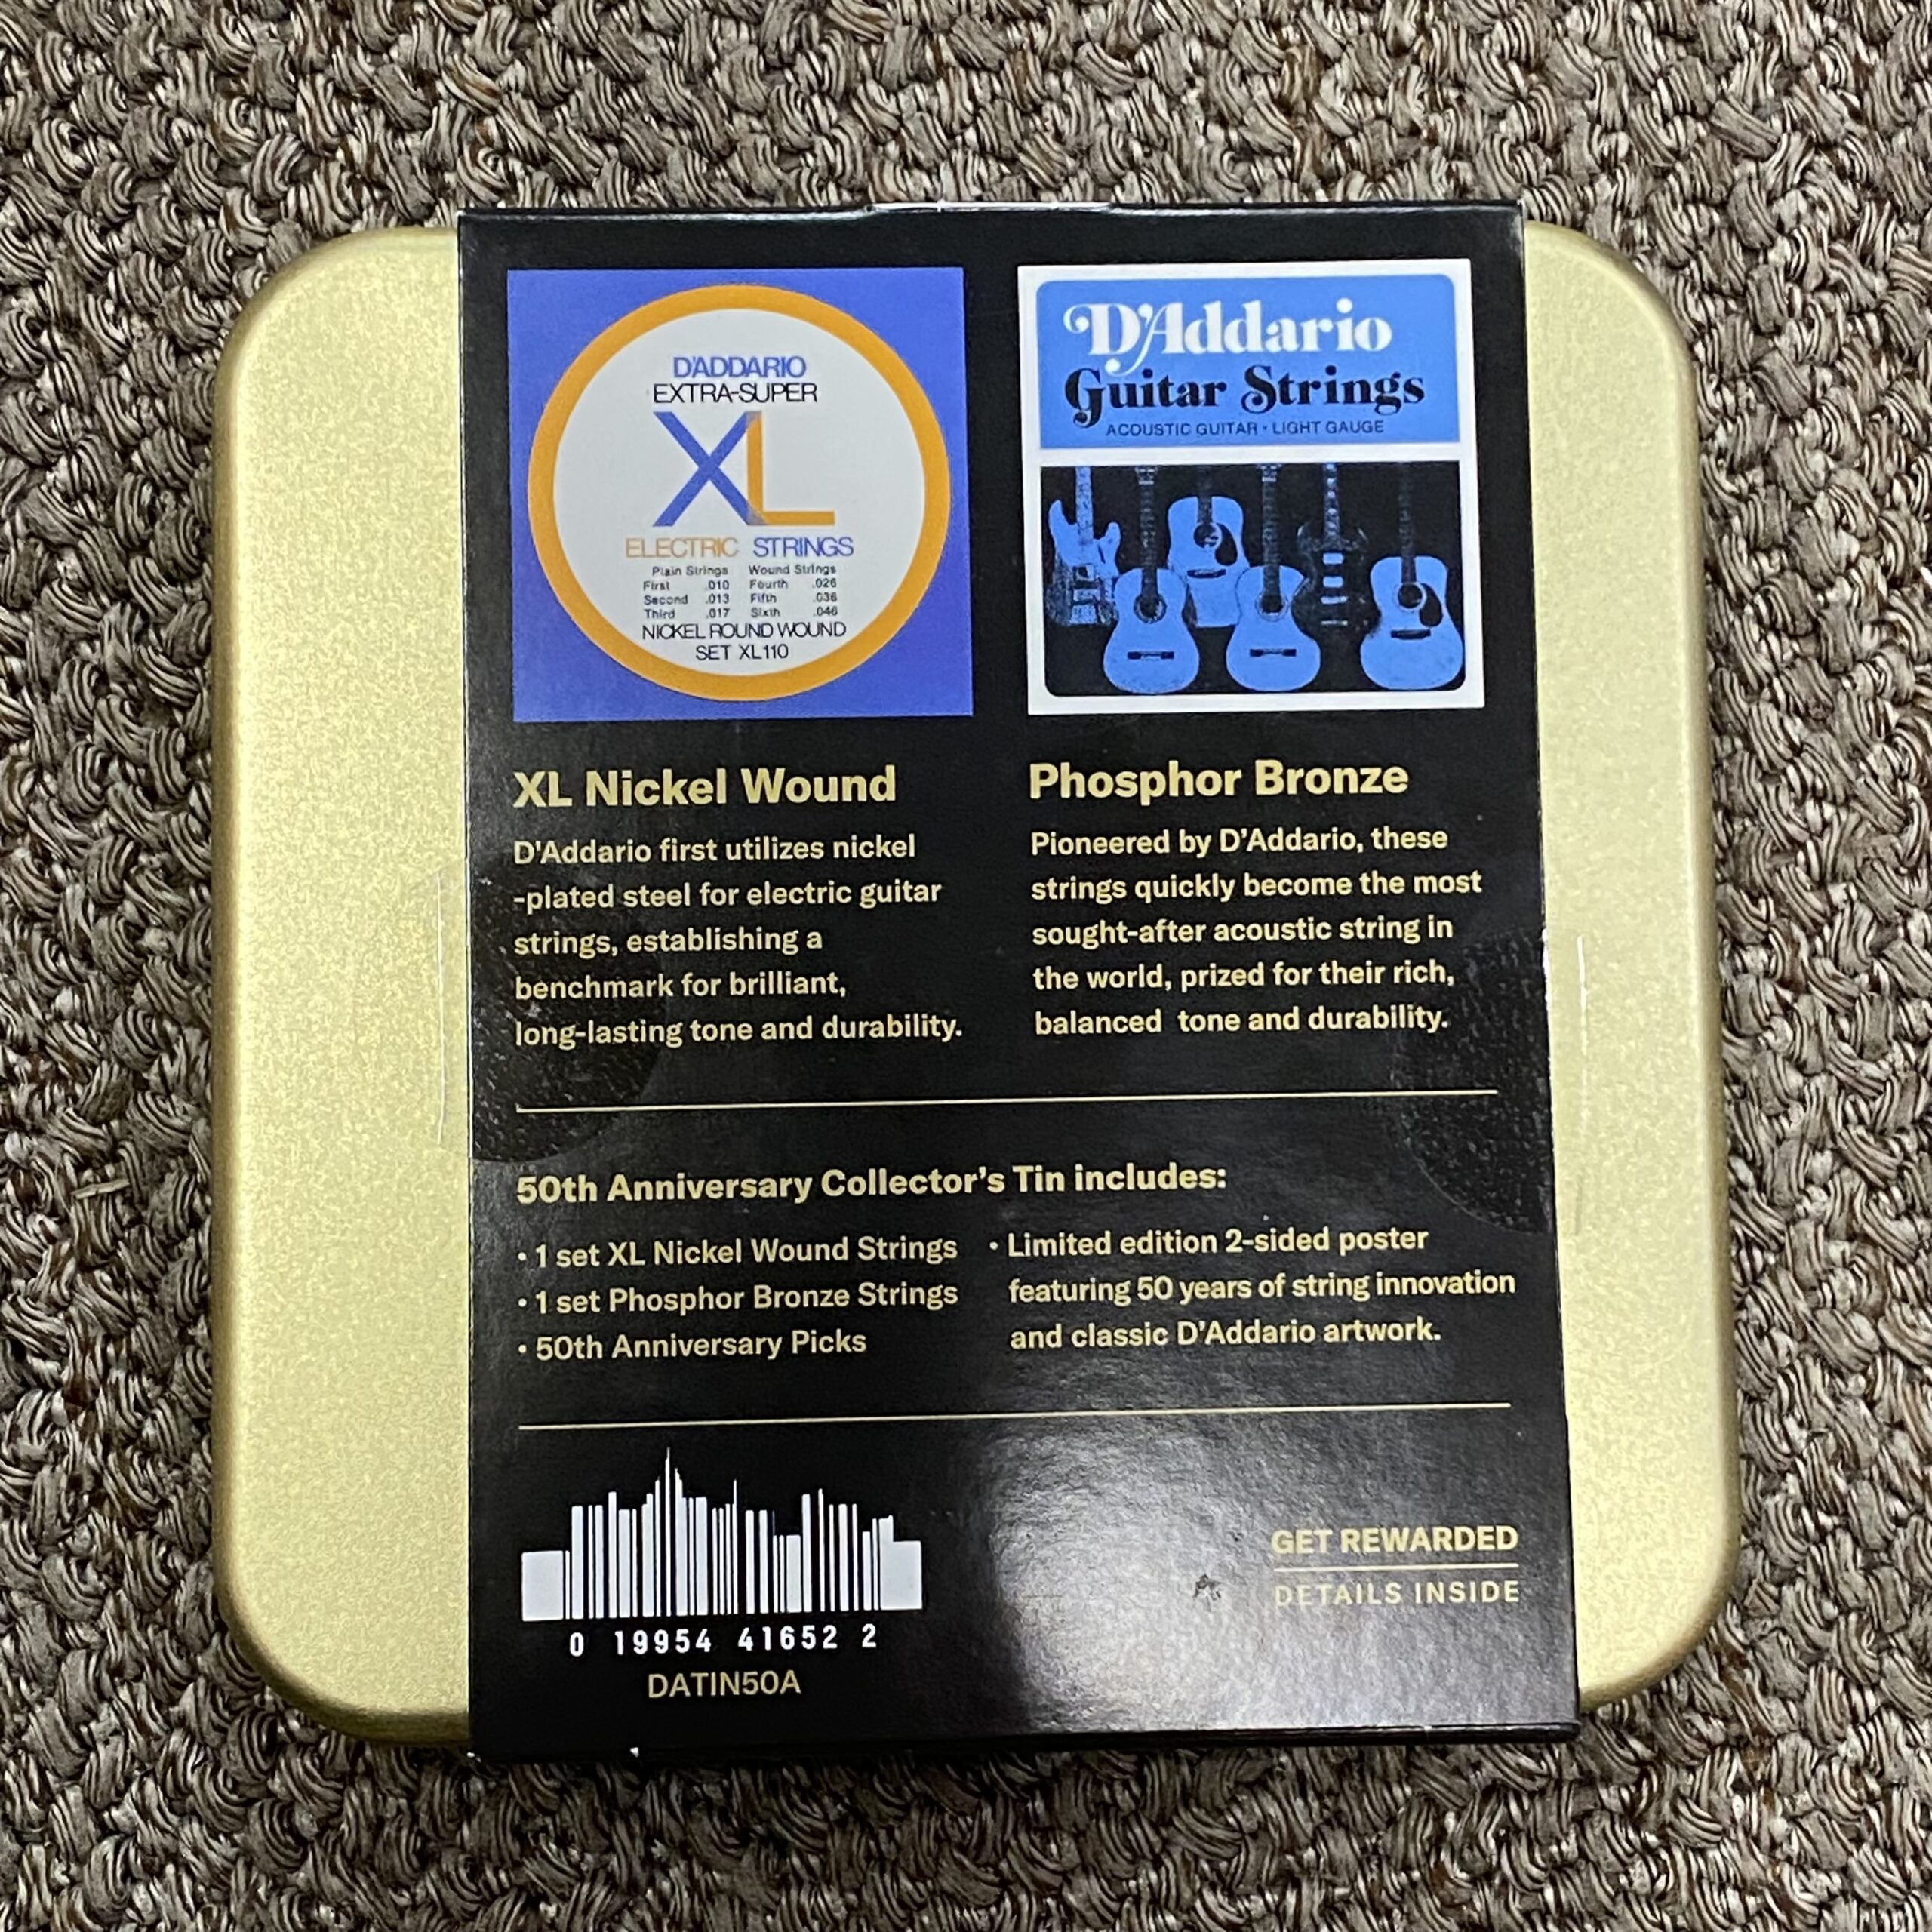 D'ADDARIO
EXTRA-SUPER
XL
ELECTRIC STRINGS
Plain Strings Wound Strings
First .010 Fourth .026
Second .013 Fifth .036
Third .017 Sixth .046
NICKEL ROUND WOUND
SET XL110
D'Addario
Guitar Strings
ACOUSTIC GUITAR • LIGHT GAUGE
XL Nickel Wound
D'Addario first utilizes nickel
-plated steel for electric guitar
strings, establishing a
benchmark for brilliant,
long-lasting tone and durability.
Phosphor Bronze
Pioneered by D'Addario, these
strings quickly become the most
sought-after acoustic string in
the world, prized for their rich,
balanced tone and durability.
50th Anniversary Collector's Tin includes:
• 1 set XL Nickel Wound Strings
• 1 set Phosphor Bronze Strings
• 50th Anniversary Picks
• Limited edition 2-sided poster
featuring 50 years of string innovation
and classic D'Addario artwork.
0 19954 41652 2
DATIN50A
GET REWARDED
DETAILS INSIDE